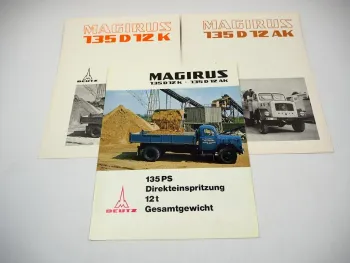 MAGIRUS
135 D 12 K
MAGIRUS
135 D 12 AK
DEUTZ
MAGIRUS
135 D 12 K · 135 D 12 AK
135 PS
Direkteinspritzung
12 t
Gesamtgewicht
DEUTZ